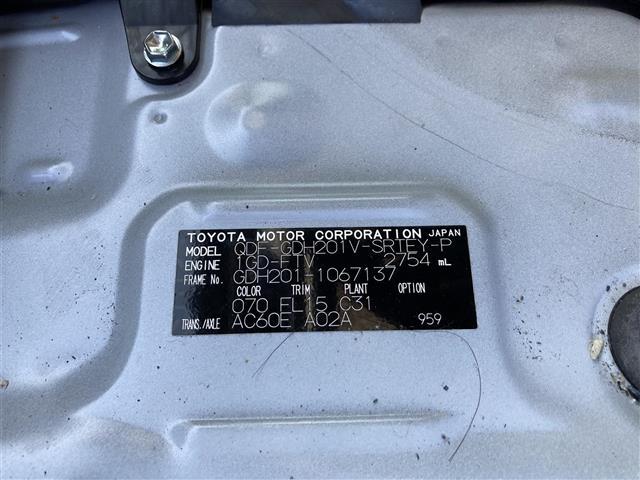 TOYOTA MOTOR CORPORATION JAPAN
MODEL QDF-GDH201V-SRTEY-P
ENGINE 1GD-FTV 2754 mL
FRAME No. GDH201-1067137
COLOR TRIM PLANT OPTION
070 FL15 C31
TRANS./AXLE AC60E A02A 959